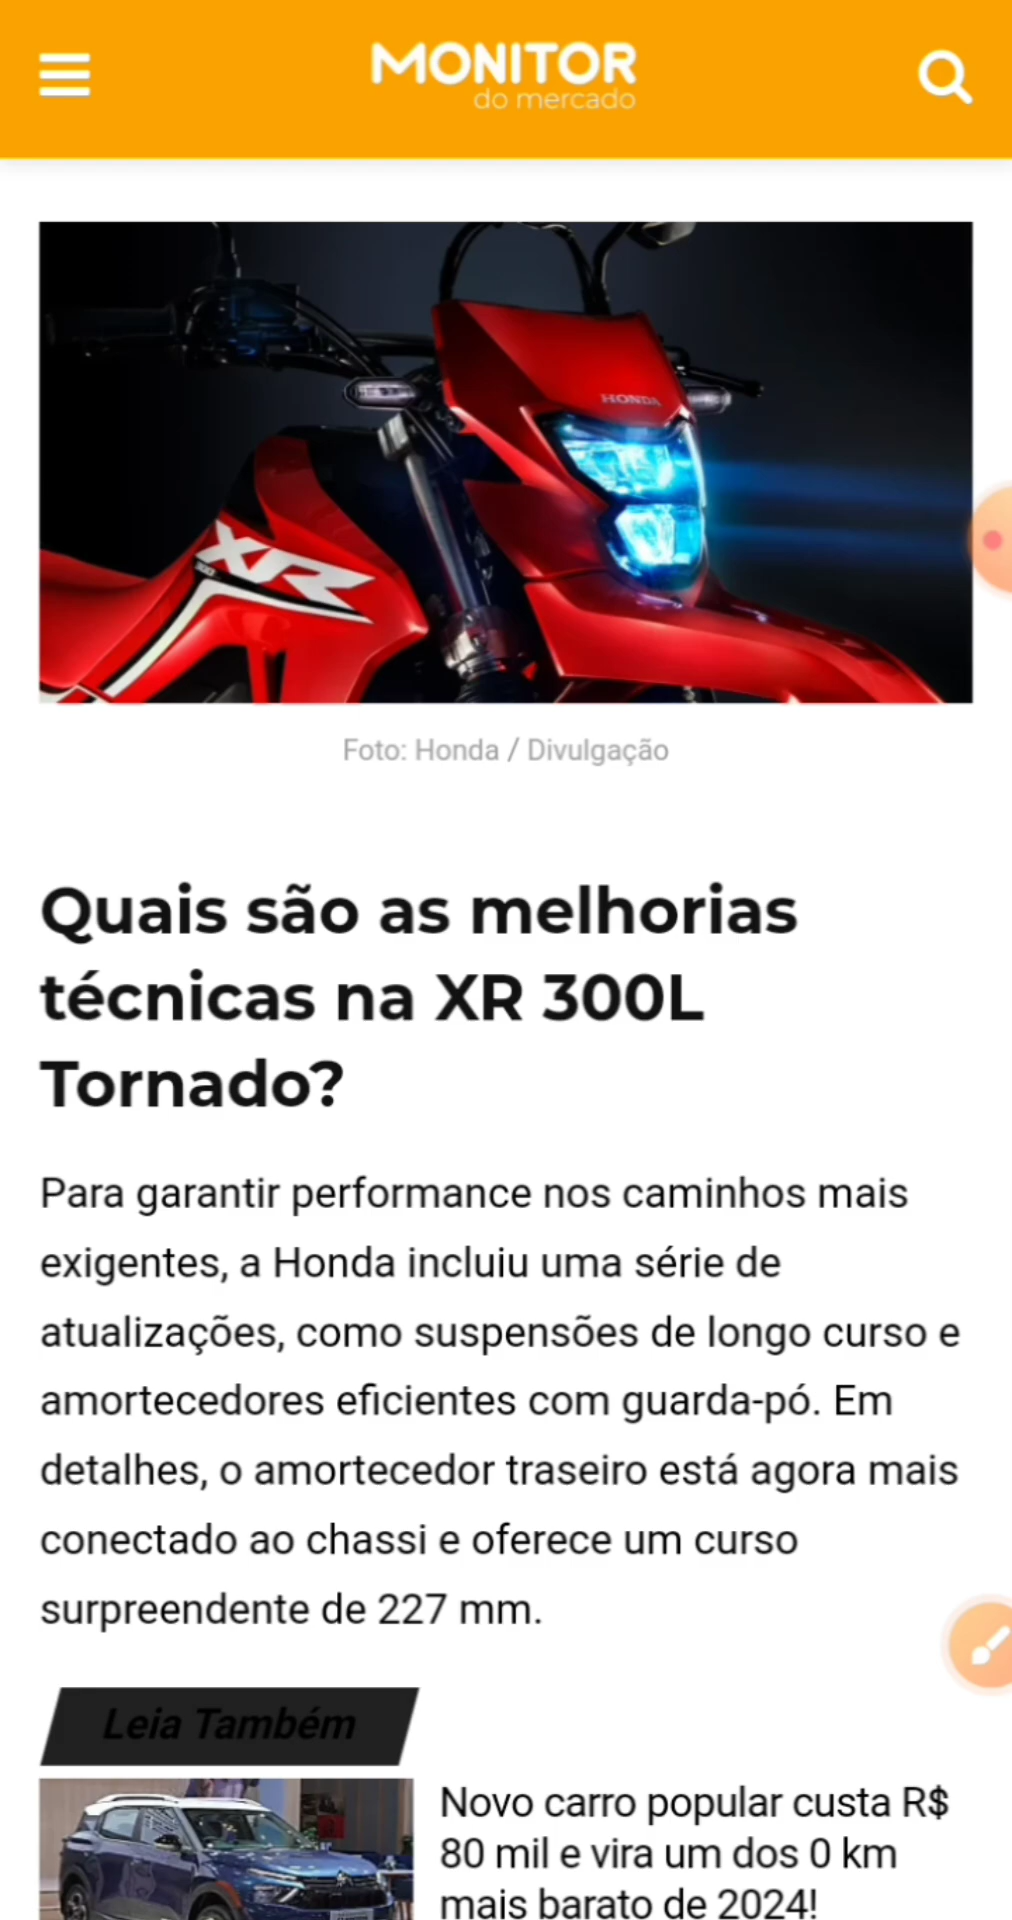 MONITOR
do mercado
HONDA
XR
Foto: Honda / Divulgação
Quais são as melhorias
técnicas na XR 300L
Tornado?
Para garantir performance nos caminhos mais
exigentes, a Honda incluiu uma série de
atualizações, como suspensões de longo curso e
amortecedores eficientes com guarda-pó. Em
detalhes, o amortecedor traseiro está agora mais
conectado ao chassi e oferece um curso
surpreendente de 227 mm.
Leia Também
Novo carro popular custa R$
80 mil e vira um dos 0 km
mais barato de 2024!